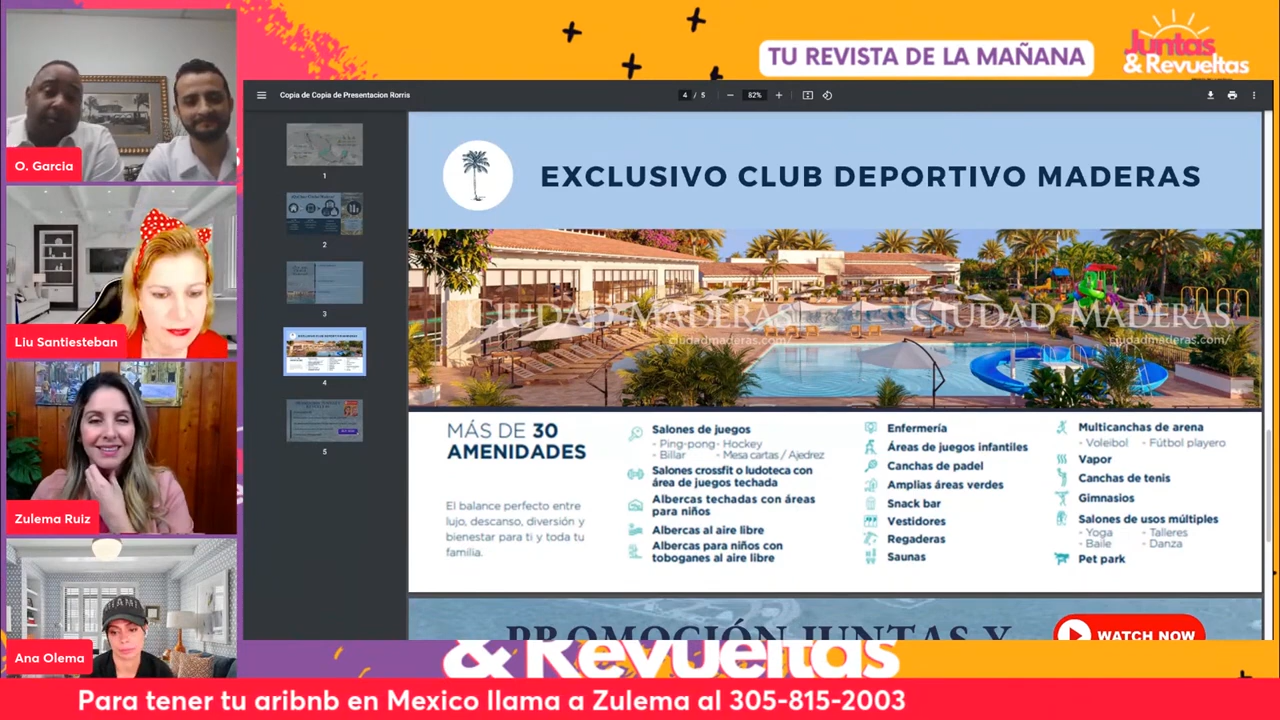 TU REVISTA DE LA MAÑANA
Juntas
& Revueltas
O. Garcia
Liu Santiesteban
Zulema Ruiz
Ana Olema
Copia de Copia de Presentacion Rorris
4 / 5
82%
1
2
3
4
5
EXCLUSIVO CLUB DEPORTIVO MADERAS
CIUDAD MADERAS
ciudadmaderas.com/
CIUDAD MADERAS
ciudadmaderas.com/
MÁS DE 30
AMENIDADES
El balance perfecto entre
lujo, descanso, diversión y
bienestar para ti y toda tu
familia.
Salones de juegos
- Ping-pong - Hockey
- Billar - Mesa cartas / Ajedrez
Salones crossfit o ludoteca con
área de juegos techada
Albercas techadas con áreas
para niños
Albercas al aire libre
Albercas para niños con
toboganes al aire libre
Enfermería
Áreas de juegos infantiles
Canchas de padel
Amplias áreas verdes
Snack bar
Vestidores
Regaderas
Saunas
Multicanchas de arena
- Voleibol - Fútbol playero
Vapor
Canchas de tenis
Gimnasios
Salones de usos múltiples
- Yoga - Talleres
- Baile - Danza
Pet park
PROMOCIÓN JUNTAS Y
WATCH NOW
& Revueltas
Para tener tu aribnb en Mexico llama a Zulema al 305-815-2003